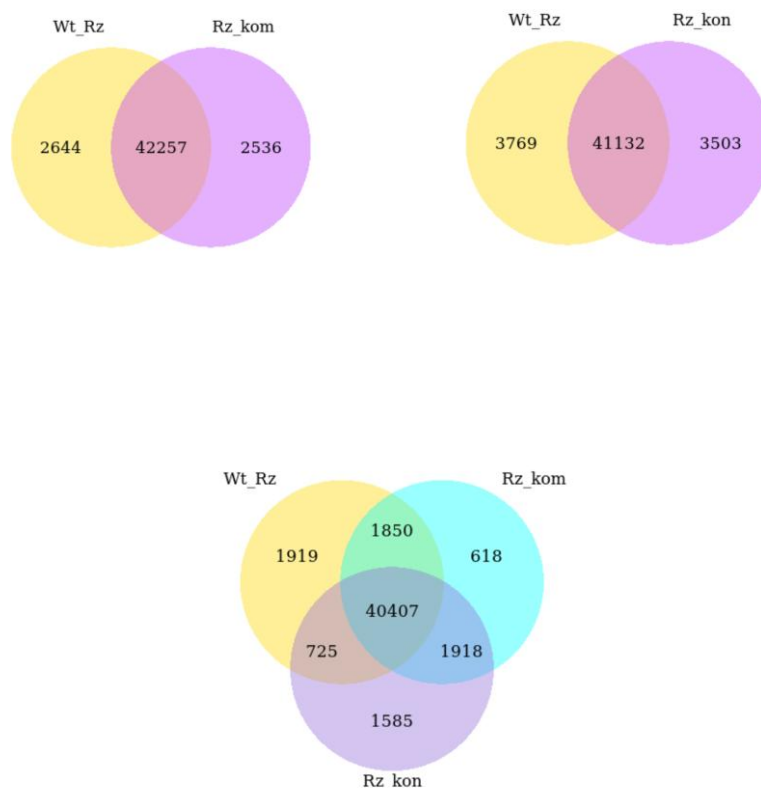 Wt_Rz Rz_kom
2644 42257 2536
Wt_Rz Rz_kon
3769 41132 3503
Wt_Rz Rz_kom
1850
1919 618
40407
725 1918
1585
Rz_kon